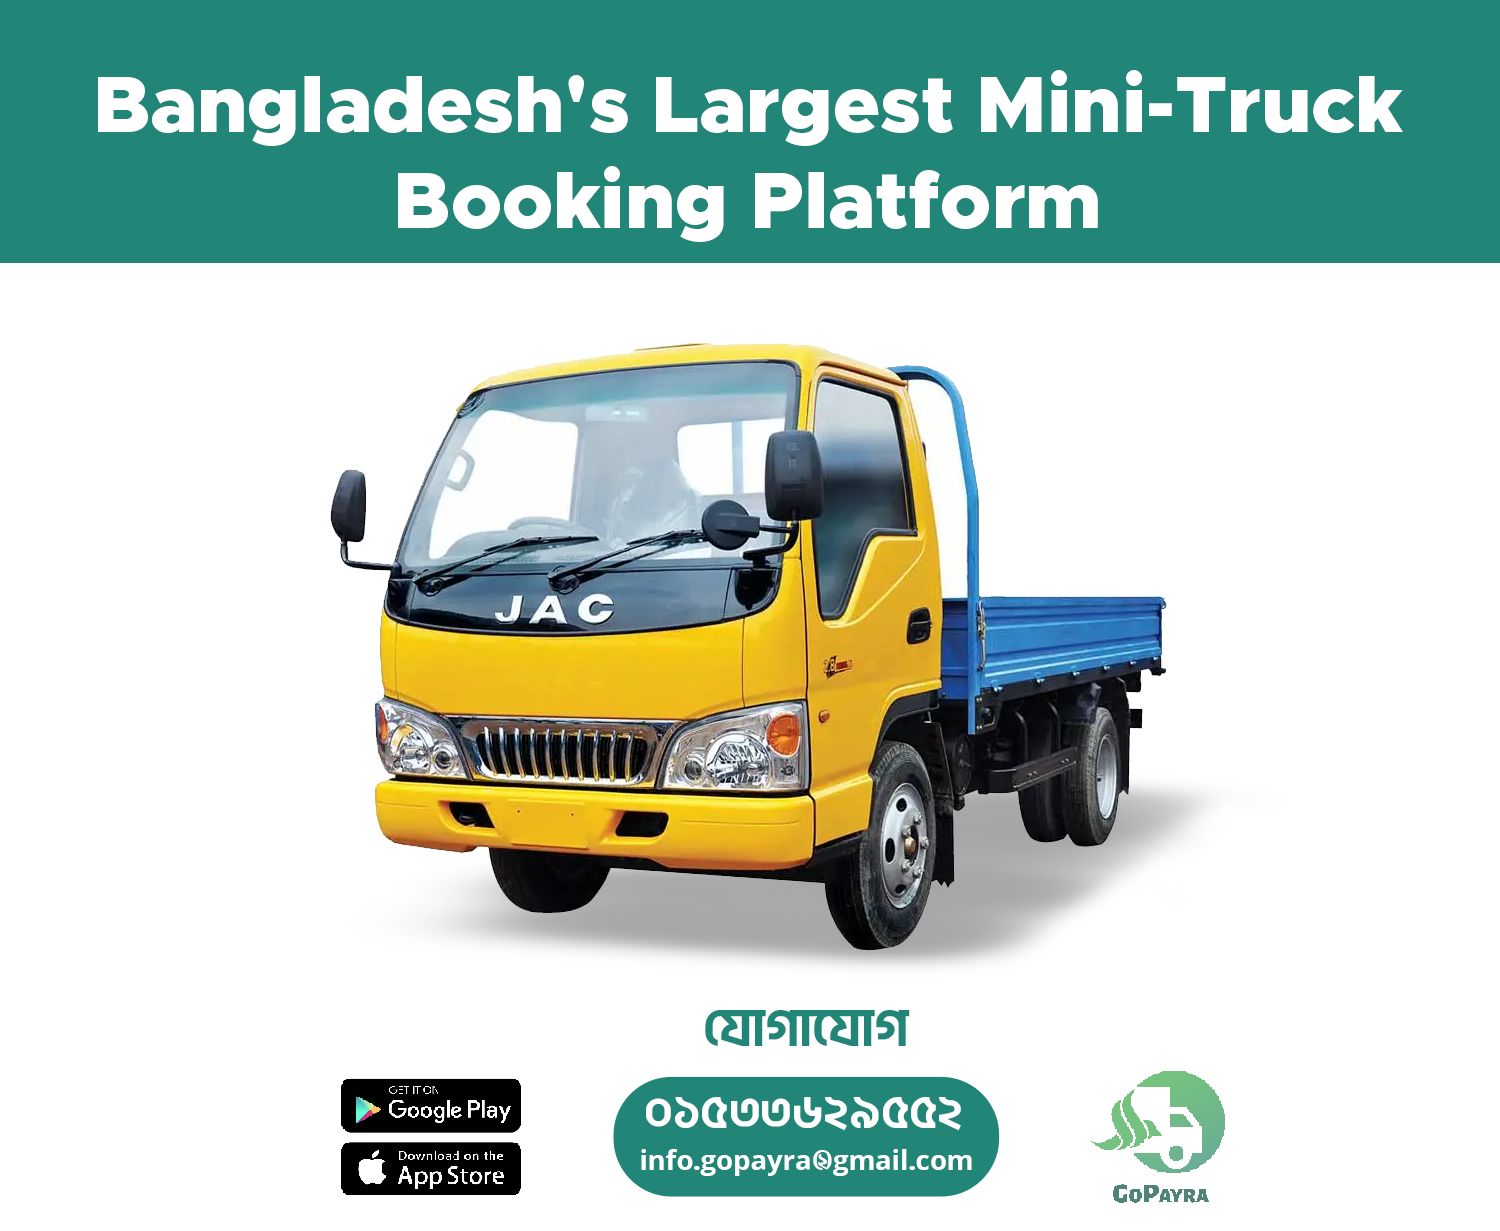 Bangladesh's Largest Mini-Truck
Booking Platform
JAC
যোগাযোগ
GET IT ON
Google Play
Download on the
App Store
০১৫৩৩৬২৯৫৫২
info.gopayra@gmail.com
GOPAYRA